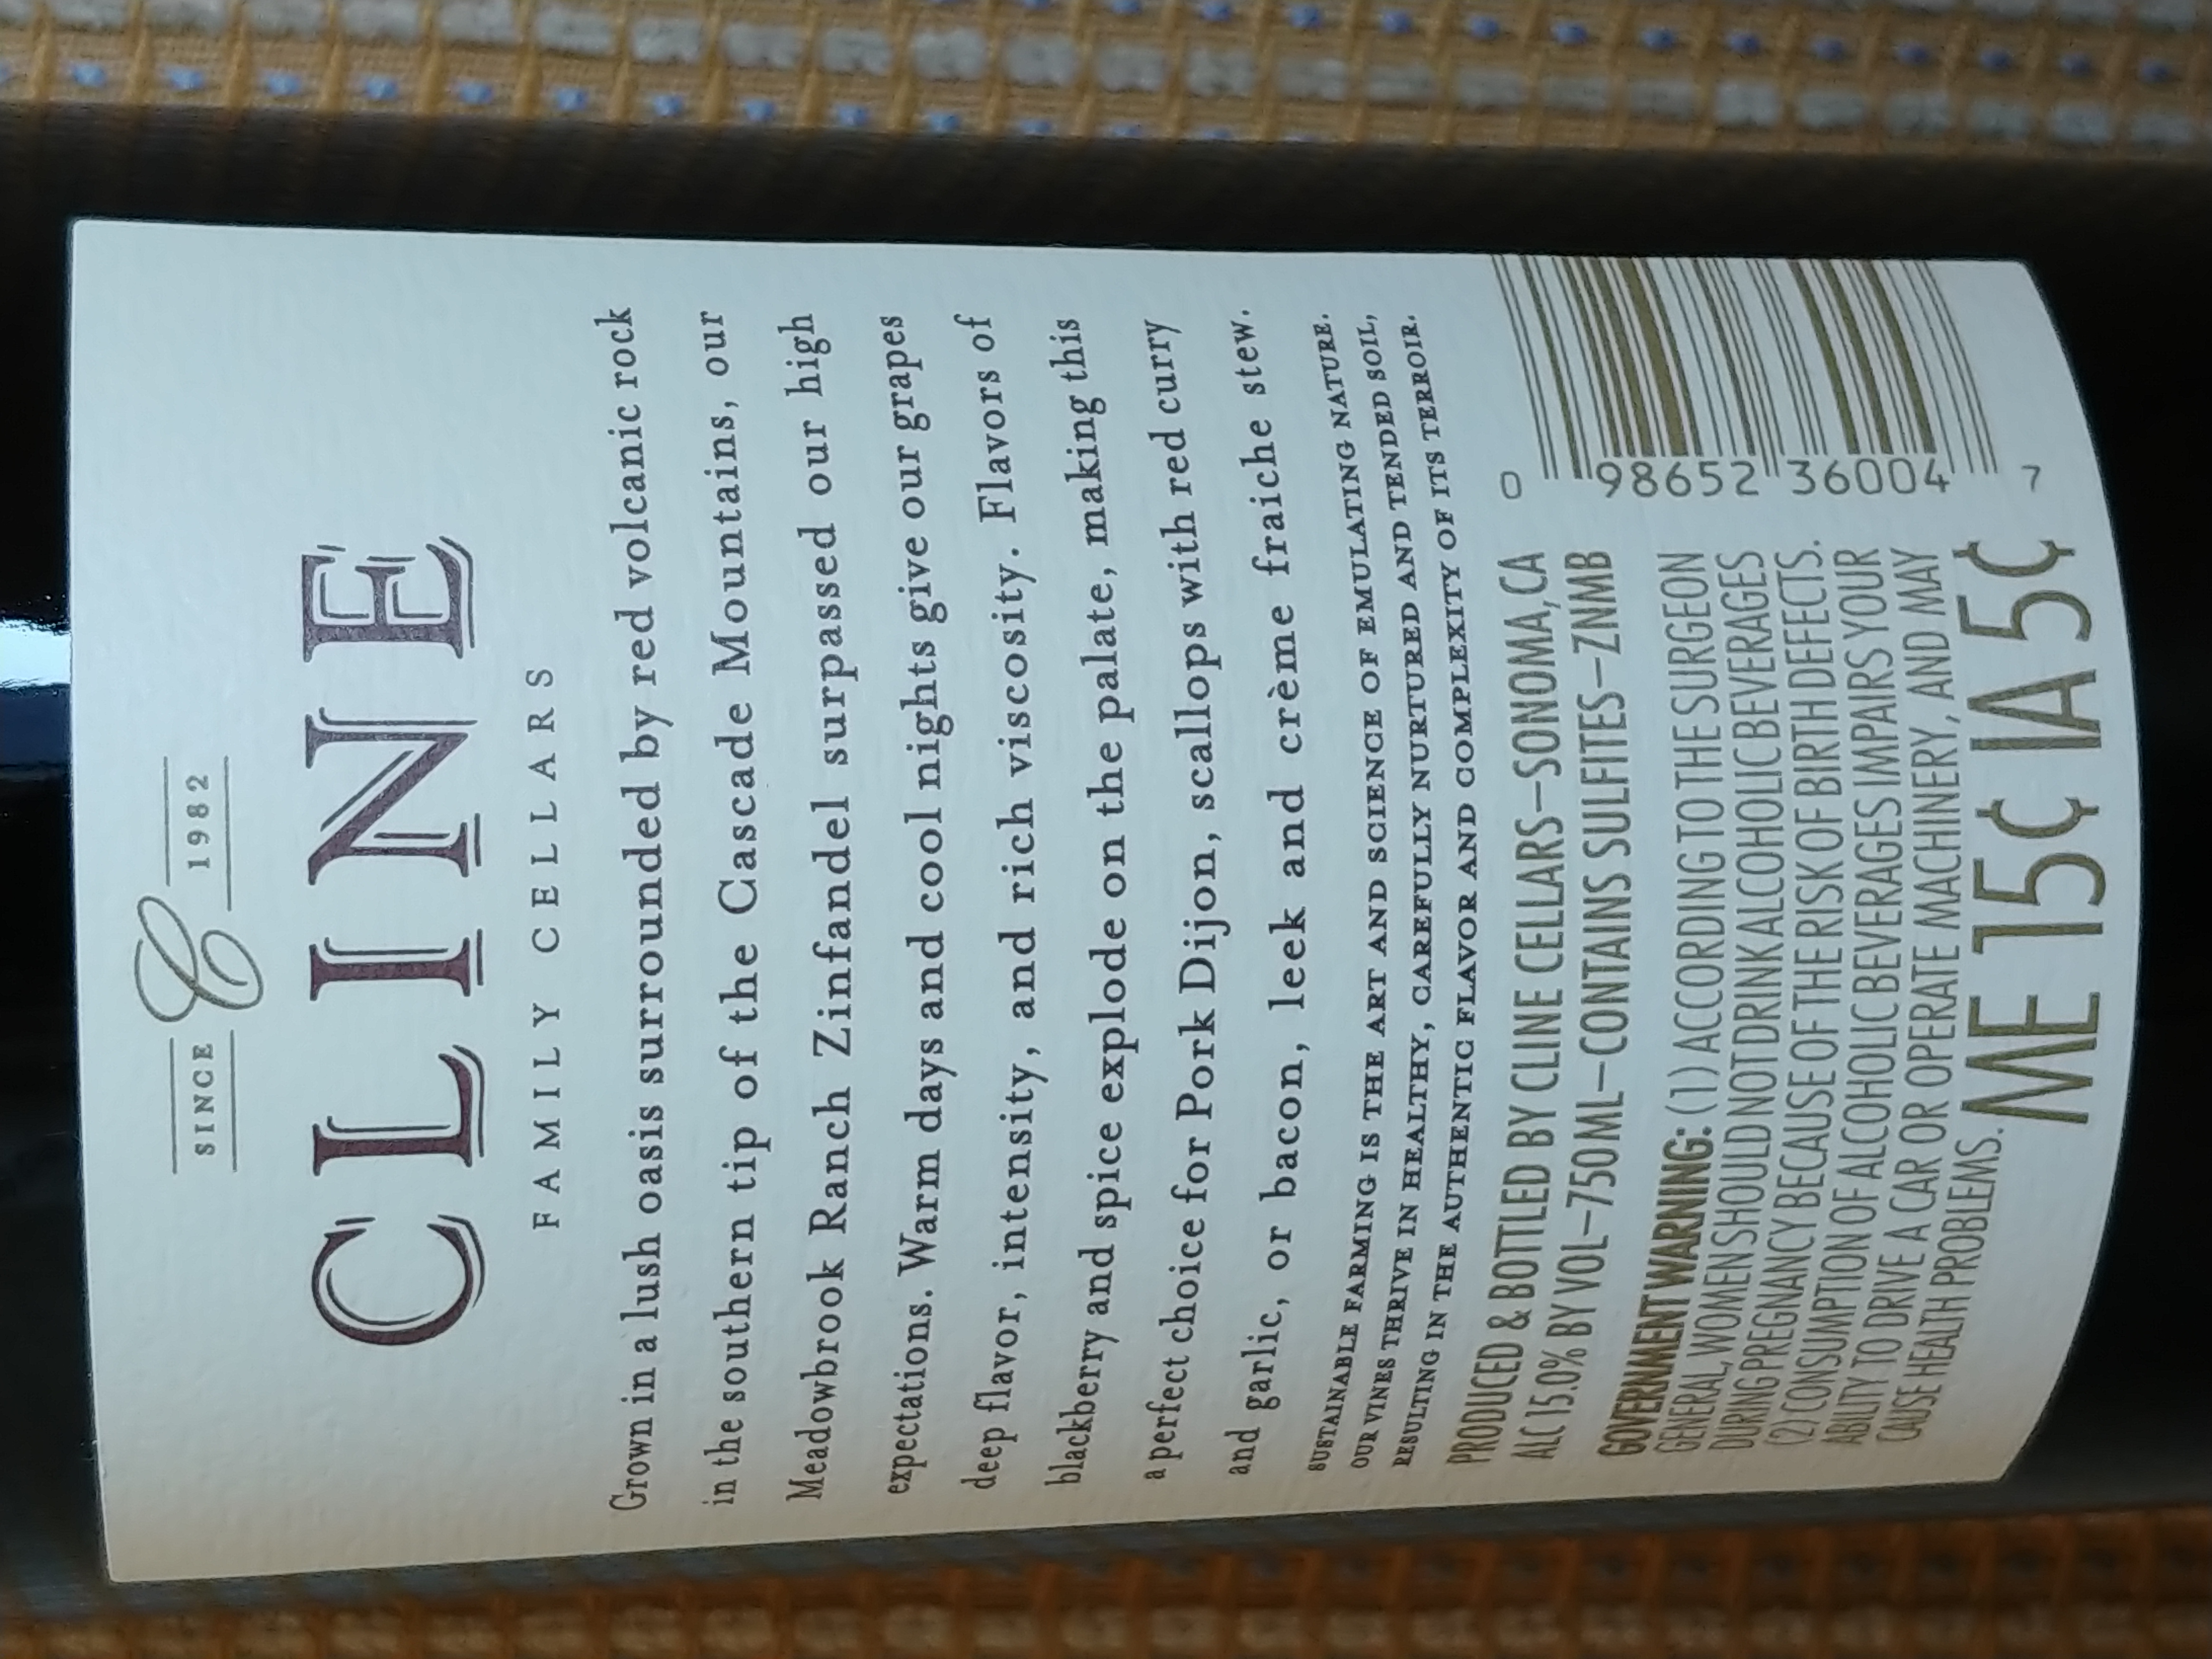 SINCE C 1982
CLINE
FAMILY CELLARS
Grown in a lush oasis surrounded by red volcanic rock
in the southern tip of the Cascade Mountains, our
Meadowbrook Ranch Zinfandel surpassed our high
expectations. Warm days and cool nights give our grapes
deep flavor, intensity, and rich viscosity. Flavors of
blackberry and spice explode on the palate, making this
a perfect choice for Pork Dijon, scallops with red curry
and garlic, or bacon, leek and crème fraiche stew.
SUSTAINABLE FARMING IS THE ART AND SCIENCE OF EMULATING NATURE.
OUR VINES THRIVE IN HEALTHY, CAREFULLY NURTURED AND TENDED SOIL,
RESULTING IN THE AUTHENTIC FLAVOR AND COMPLEXITY OF ITS TERROIR.
PRODUCED & BOTTLED BY CLINE CELLARS–SONOMA, CA
ALC 15.0% BY VOL–750ML–CONTAINS SULFITES–ZNMB
GOVERNMENT WARNING: (1) ACCORDING TO THE SURGEON
GENERAL, WOMEN SHOULD NOT DRINK ALCOHOLIC BEVERAGES
DURING PREGNANCY BECAUSE OF THE RISK OF BIRTH DEFECTS.
(2) CONSUMPTION OF ALCOHOLIC BEVERAGES IMPAIRS YOUR
ABILITY TO DRIVE A CAR OR OPERATE MACHINERY, AND MAY
CAUSE HEALTH PROBLEMS.
ME 15¢ IA 5¢
0 98652 36004 7